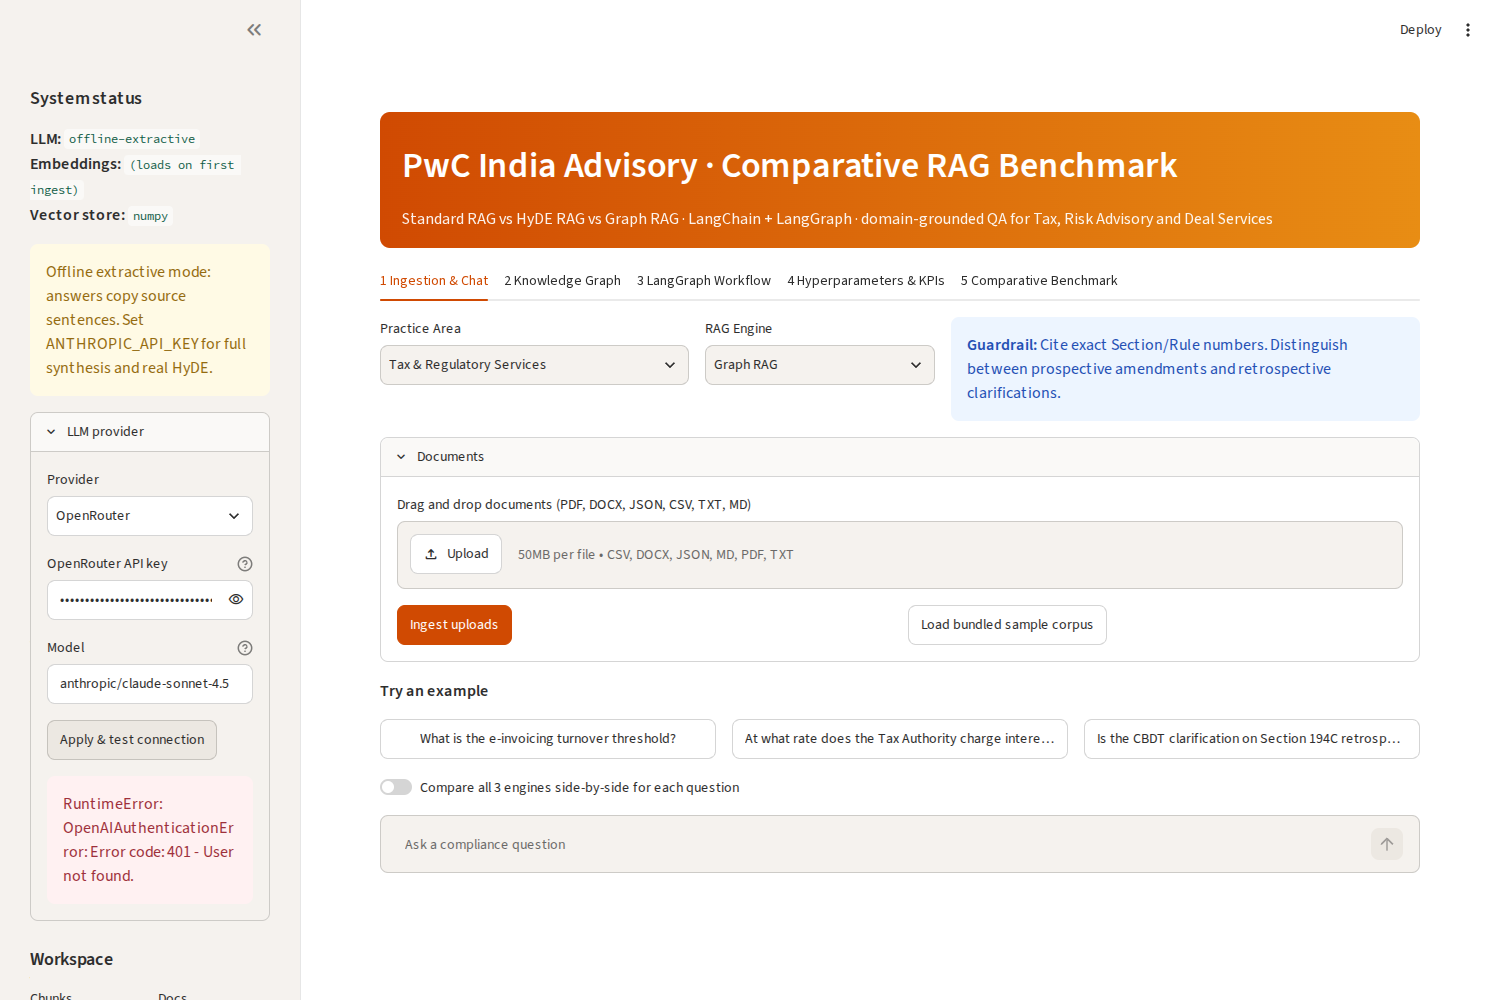 Deploy
System status
LLM: offline-extractive
Embeddings: (loads on first
ingest)
Vector store: numpy
Offline extractive mode:
answers copy source
sentences. Set
ANTHROPIC_API_KEY for full
synthesis and real HyDE.
LLM provider
Provider
OpenRouter
OpenRouter API key
••••••••••••••••••••••••••••••
Model
anthropic/claude-sonnet-4.5
Apply & test connection
RuntimeError:
OpenAIAuthenticationEr
ror: Error code: 401 - User
not found.
Workspace
Chunks Docs
PwC India Advisory · Comparative RAG Benchmark
Standard RAG vs HyDE RAG vs Graph RAG · LangChain + LangGraph · domain-grounded QA for Tax, Risk Advisory and Deal Services
1 Ingestion & Chat 2 Knowledge Graph 3 LangGraph Workflow 4 Hyperparameters & KPIs 5 Comparative Benchmark
Practice Area
Tax & Regulatory Services
RAG Engine
Graph RAG
Guardrail: Cite exact Section/Rule numbers. Distinguish
between prospective amendments and retrospective
clarifications.
Documents
Drag and drop documents (PDF, DOCX, JSON, CSV, TXT, MD)
Upload 50MB per file • CSV, DOCX, JSON, MD, PDF, TXT
Ingest uploads Load bundled sample corpus
Try an example
What is the e-invoicing turnover threshold? At what rate does the Tax Authority charge intere… Is the CBDT clarification on Section 194C retrosp…
Compare all 3 engines side-by-side for each question
Ask a compliance question